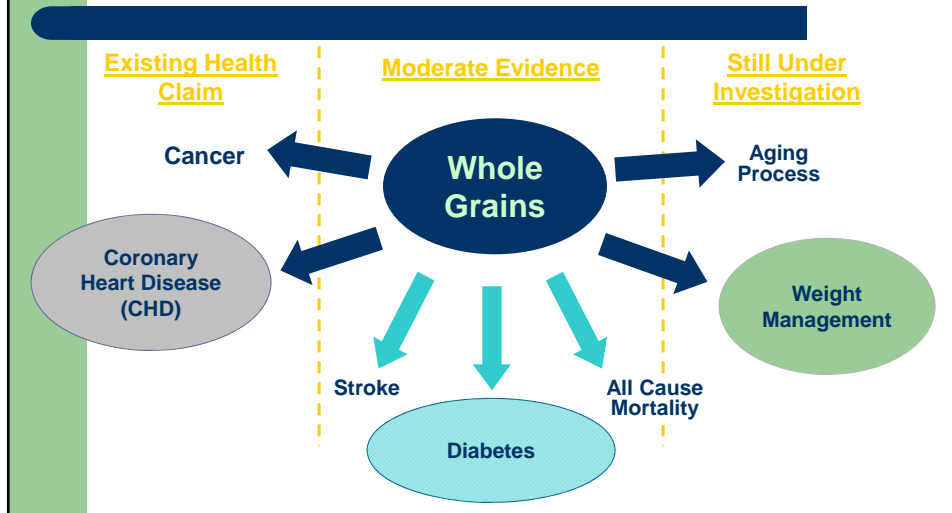 Existing Health
Claim
Moderate Evidence
Still Under
Investigation
Cancer
Whole
Grains
Aging
Process
Coronary
Heart Disease
(CHD)
Weight
Management
Stroke
All Cause
Mortality
Diabetes